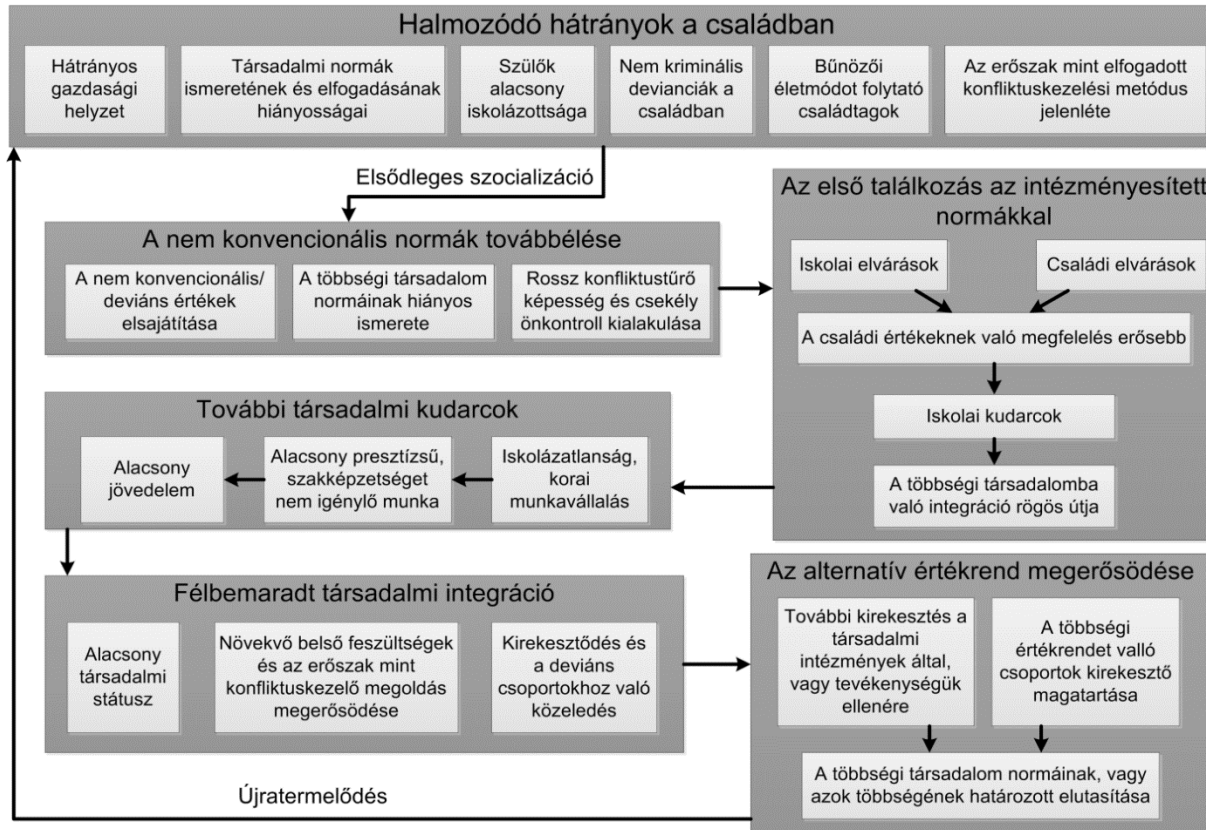 Halmozódó hátrányok a családban
Hátrányos
gazdasági
helyzet
Társadalmi normák
ismeretének és elfogadásának
hiányosságai
Szülők
alacsony
iskolázottsága
Nem kriminális
devianciák a
családban
Bűnözői
életmódot folytató
családtagok
Az erőszak mint elfogadott
konfliktuskezelési metódus
jelenléte
Elsődleges szocializáció
A nem konvencionális normák továbbélése
A nem konvencionális/
deviáns értékek
elsajátítása
A többségi társadalom
normáinak hiányos
ismerete
Rossz konfliktustűrő
képesség és csekély
önkontroll kialakulása
Az első találkozás az intézményesített
normákkal
Iskolai elvárások
Családi elvárások
A családi értékeknek való megfelelés erősebb
Iskolai kudarcok
A többségi társadalomba
való integráció rögös útja
További társadalmi kudarcok
Alacsony
jövedelem
Alacsony presztízsű,
szakképzetséget
nem igénylő munka
Iskolázatlanság,
korai
munkavállalás
Félbemaradt társadalmi integráció
Alacsony
társadalmi
státusz
Növekvő belső feszültségek
és az erőszak mint
konfliktuskezelő megoldás
megerősödése
Kirekesztődés és
a deviáns
csoportokhoz való
közeledés
Az alternatív értékrend megerősödése
További kirekesztés a
társadalmi
intézmények által,
vagy tevékenységük
ellenére
A többségi
értékrendet valló
csoportok kirekesztő
magatartása
A többségi társadalom normáinak, vagy
azok többségének határozott elutasítása
Újratermelődés